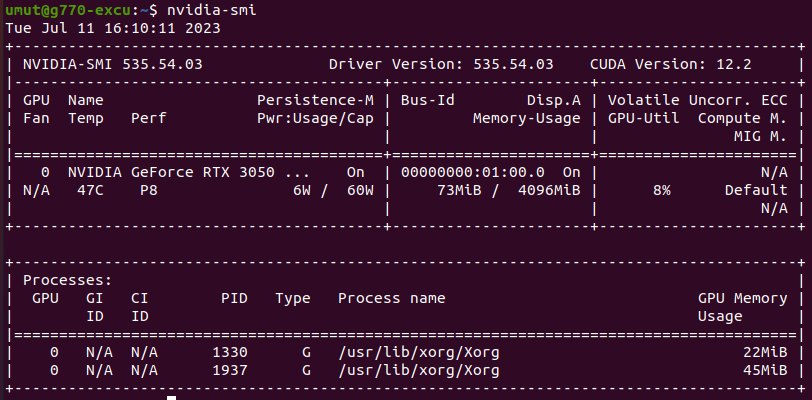 umut@g770-excu:~$ nvidia-smi
Tue Jul 11 16:10:11 2023
+---------------------------------------------------------------------------------------+
| NVIDIA-SMI 535.54.03              Driver Version: 535.54.03    CUDA Version: 12.2     |
|-----------------------------------------+----------------------+----------------------+
| GPU  Name                 Persistence-M | Bus-Id        Disp.A | Volatile Uncorr. ECC |
| Fan  Temp   Perf          Pwr:Usage/Cap |         Memory-Usage | GPU-Util  Compute M. |
|                                         |                      |               MIG M. |
|=========================================+======================+======================|
|   0  NVIDIA GeForce RTX 3050 ...    On  | 00000000:01:00.0  On |                  N/A |
| N/A   47C    P8               6W /  60W |     73MiB /  4096MiB |      8%      Default |
|                                         |                      |                  N/A |
+-----------------------------------------+----------------------+----------------------+

+---------------------------------------------------------------------------------------+
| Processes:                                                                            |
|  GPU   GI   CI        PID   Type   Process name                            GPU Memory |
|        ID   ID                                                             Usage      |
|=======================================================================================|
|    0   N/A  N/A      1330      G   /usr/lib/xorg/Xorg                           22MiB |
|    0   N/A  N/A      1937      G   /usr/lib/xorg/Xorg                           45MiB |
+---------------------------------------------------------------------------------------+